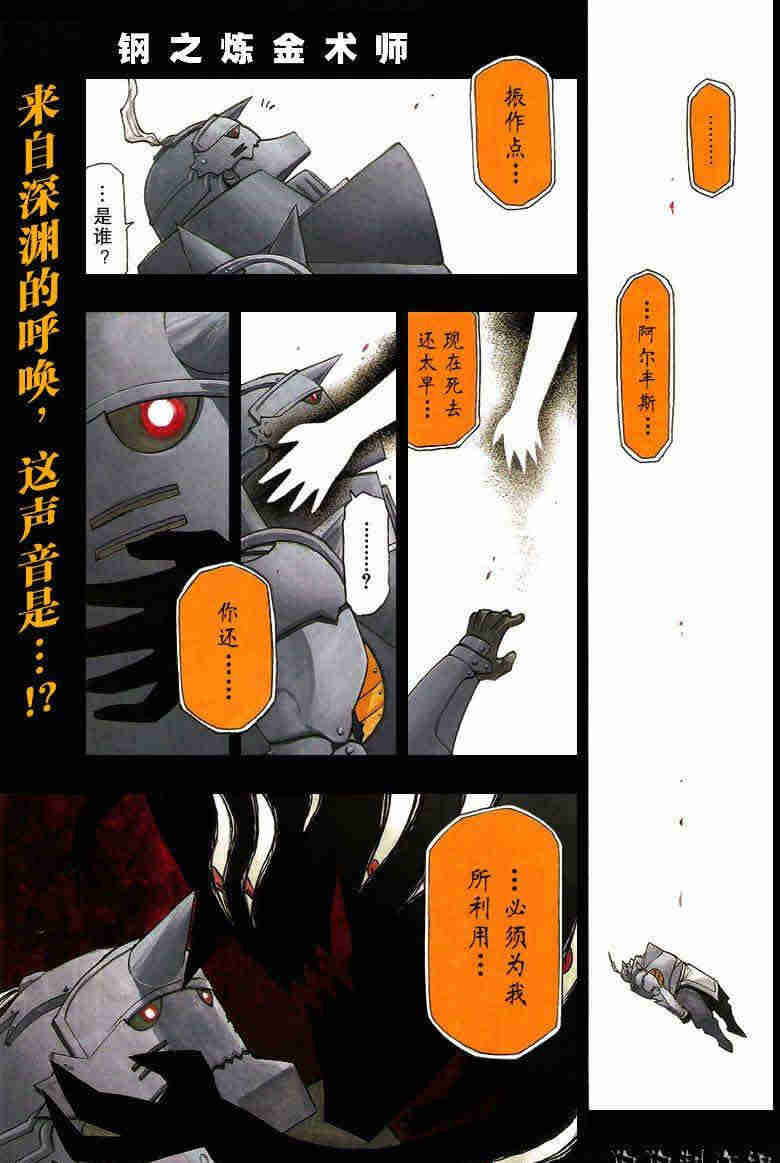 钢之炼金术师
来自深渊的呼唤，这声音是…!?
…………
…阿尔丰斯…
振作点…
…是谁？
现在死去
还太早…
………？
你还……
…必须为我
所利用…